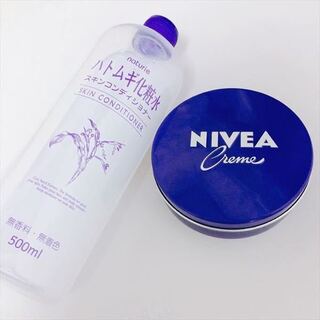 naturie
ハトムギ化粧水
スキンコンディショナー
SKIN CONDITIONER
無香料・無着色
500ml
NIVEA
Creme